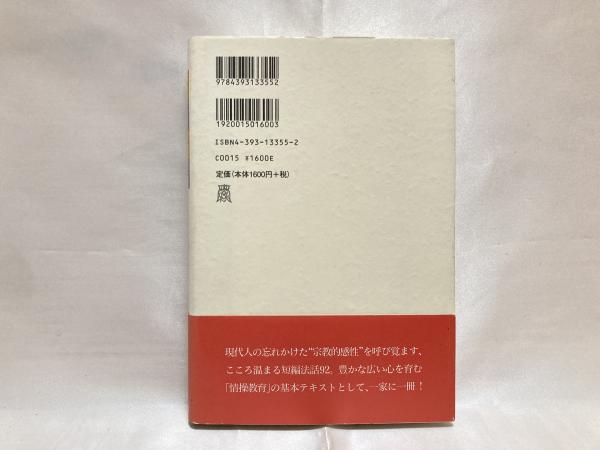 9784393133552
1920015016003
ISBN4-393-13355-2
C0015 ¥1600E
定価(本体1600円+税)
現代人の忘れかけた“宗教的感性”を呼び覚ます、
こころ温まる短編法話92。豊かな広い心を育む
「情操教育」の基本テキストとして、一家に一冊!